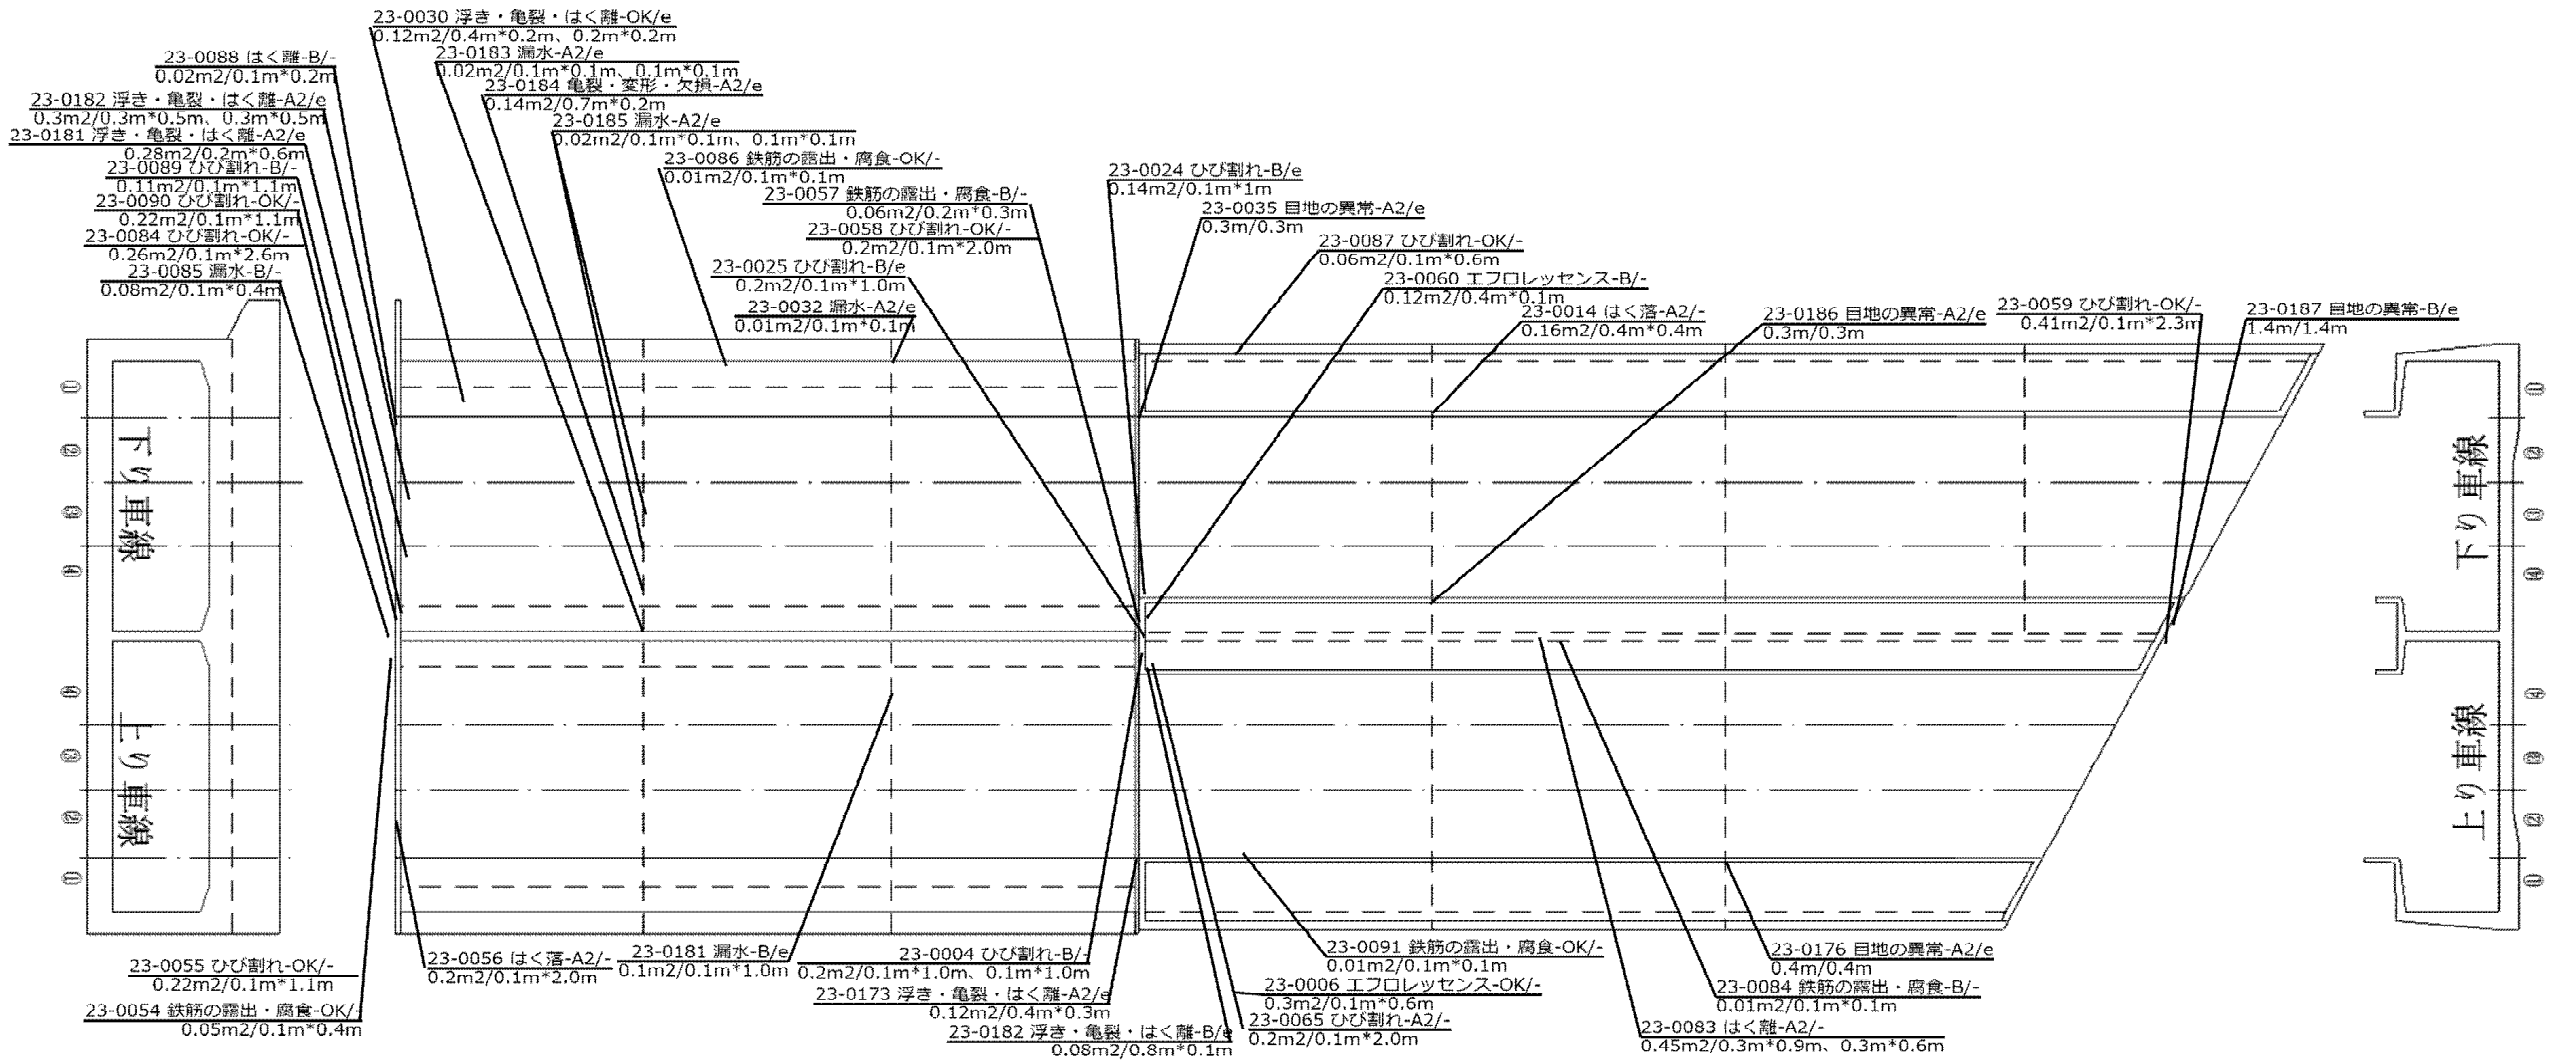 23-0030 浮き・亀裂・はく離-OK/e
0.12m2/0.4m*0.2m、0.2m*0.2m
23-0183 漏水-A2/e
0.02m2/0.1m*0.1m、0.1m*0.1m
23-0184 亀裂・変形・欠損-A2/e
0.14m2/0.7m*0.2m
23-0185 漏水-A2/e
0.02m2/0.1m*0.1m、0.1m*0.1m
23-0086 鉄筋の露出・腐食-OK/-
0.01m2/0.1m*0.1m
23-0088 はく離-B/-
0.02m2/0.1m*0.2m
23-0182 浮き・亀裂・はく離-A2/e
0.3m2/0.3m*0.5m、0.3m*0.5m
23-0181 浮き・亀裂・はく離-A2/e
0.28m2/0.2m*0.6m
23-0089 ひび割れ-B/-
0.11m2/0.1m*1.1m
23-0090 ひび割れ-OK/-
0.22m2/0.1m*1.1m
23-0084 ひび割れ-OK/-
0.26m2/0.1m*2.6m
23-0085 漏水-B/-
0.08m2/0.1m*0.4m
23-0057 鉄筋の露出・腐食-B/-
0.06m2/0.2m*0.3m
23-0058 ひび割れ-OK/-
0.2m2/0.1m*2.0m
23-0025 ひび割れ-B/e
0.2m2/0.1m*1.0m
23-0032 漏水-A2/e
0.01m2/0.1m*0.1m
23-0024 ひび割れ-B/e
0.14m2/0.1m*1m
23-0035 目地の異常-A2/e
0.3m/0.3m
23-0087 ひび割れ-OK/-
0.06m2/0.1m*0.6m
23-0060 エフロレッセンス-B/-
0.12m2/0.4m*0.1m
23-0014 はく落-A2/-
0.16m2/0.4m*0.4m
23-0186 目地の異常-A2/e
0.3m/0.3m
23-0059 ひび割れ-OK/-
0.41m2/0.1m*2.3m
23-0187 目地の異常-B/e
1.4m/1.4m
①
②
③
④
④
③
②
①
下り車線
上り車線
下り車線
上り車線
①
②
③
④
④
③
②
①
23-0055 ひび割れ-OK/-
0.22m2/0.1m*1.1m
23-0054 鉄筋の露出・腐食-OK/-
0.05m2/0.1m*0.4m
23-0056 はく落-A2/-
0.2m2/0.1m*2.0m
23-0181 漏水-B/e
0.1m2/0.1m*1.0m
23-0004 ひび割れ-B/-
0.2m2/0.1m*1.0m、0.1m*1.0m
23-0173 浮き・亀裂・はく離-A2/e
0.12m2/0.4m*0.3m
23-0182 浮き・亀裂・はく離-B/e
0.08m2/0.8m*0.1m
23-0091 鉄筋の露出・腐食-OK/-
0.01m2/0.1m*0.1m
23-0006 エフロレッセンス-OK/-
0.3m2/0.1m*0.6m
23-0065 ひび割れ-A2/-
0.2m2/0.1m*2.0m
23-0176 目地の異常-A2/e
0.4m/0.4m
23-0084 鉄筋の露出・腐食-B/-
0.01m2/0.1m*0.1m
23-0083 はく離-A2/-
0.45m2/0.3m*0.9m、0.3m*0.6m